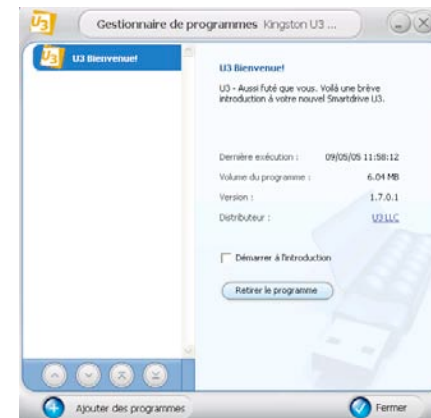 U3 Gestionnaire de programmes Kingston U3 ...
U3 U3 Bienvenue!
U3 Bienvenue!
U3 - Aussi futé que vous. Voilà une brève
introduction à votre nouvel Smartdrive U3.
Dernière exécution : 09/05/05 11:58:12
Volume du programme : 6.04 MB
Version : 1.7.0.1
Distributeur : U3 LLC
Démarrer à l'introduction
Retirer le programme
Ajouter des programmes
Fermer